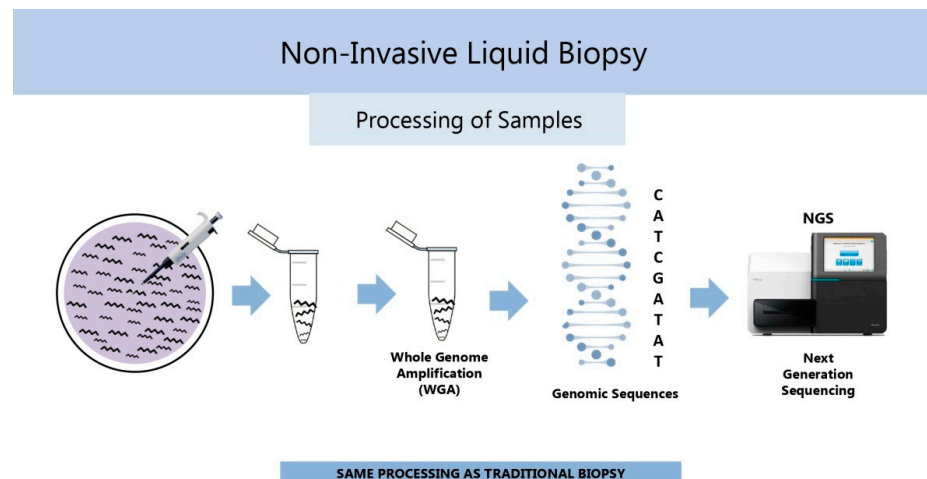 Non-Invasive Liquid Biopsy
Processing of Samples
Whole Genome
Amplification
(WGA)
C
A
T
C
G
A
T
A
A
T
Genomic Sequences
NGS
Next
Generation
Sequencing
SAME PROCESSING AS TRADITIONAL BIOPSY